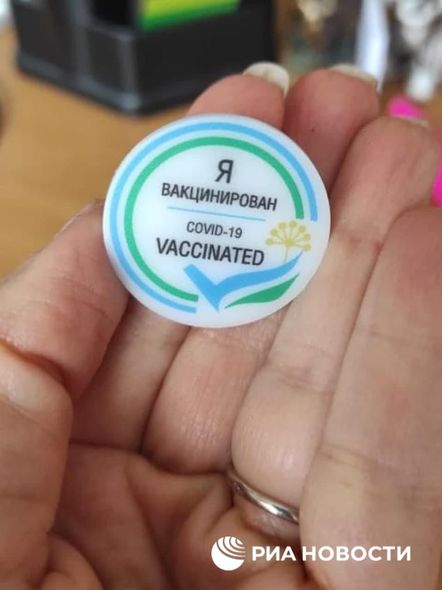 Я
ВАКЦИНИРОВАН
COVID-19
VACCINATED
РИА НОВОСТИ